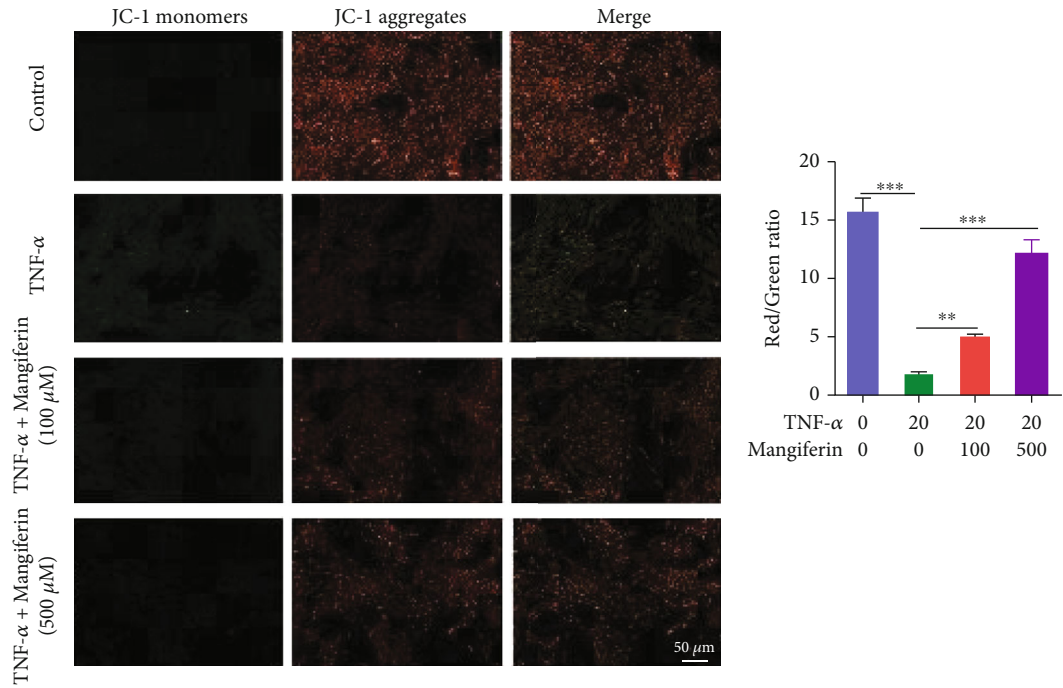 JC-1 monomers
JC-1 aggregates
Merge
Control
TNF-α
TNF-α + Mangiferin
(100 μM)
TNF-α + Mangiferin
(500 μM)
50 μm
Red/Green ratio
20
15
10
5
0
***
***
**
TNF-α 0 20 20 20
Mangiferin 0 0 100 500